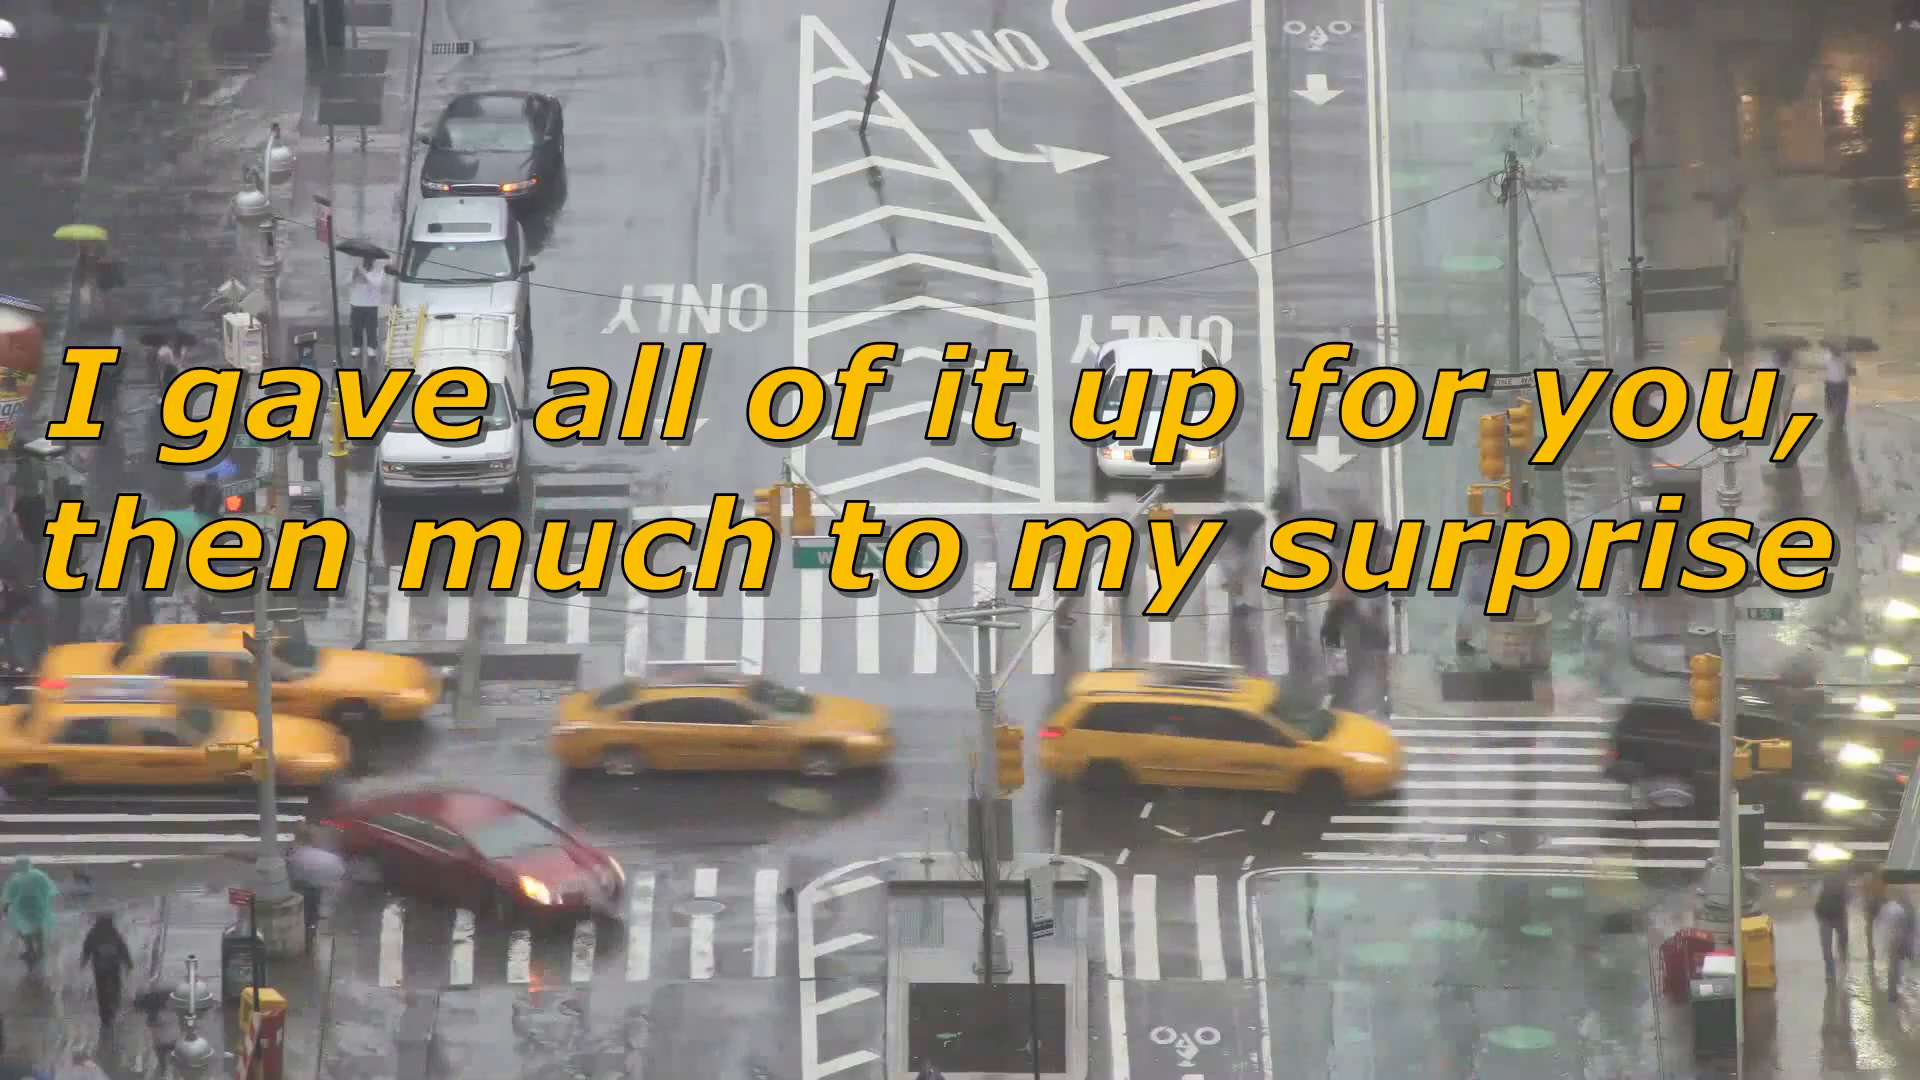 ONLY
ONLY
ONLY
I gave all of it up for you,
then much to my surprise